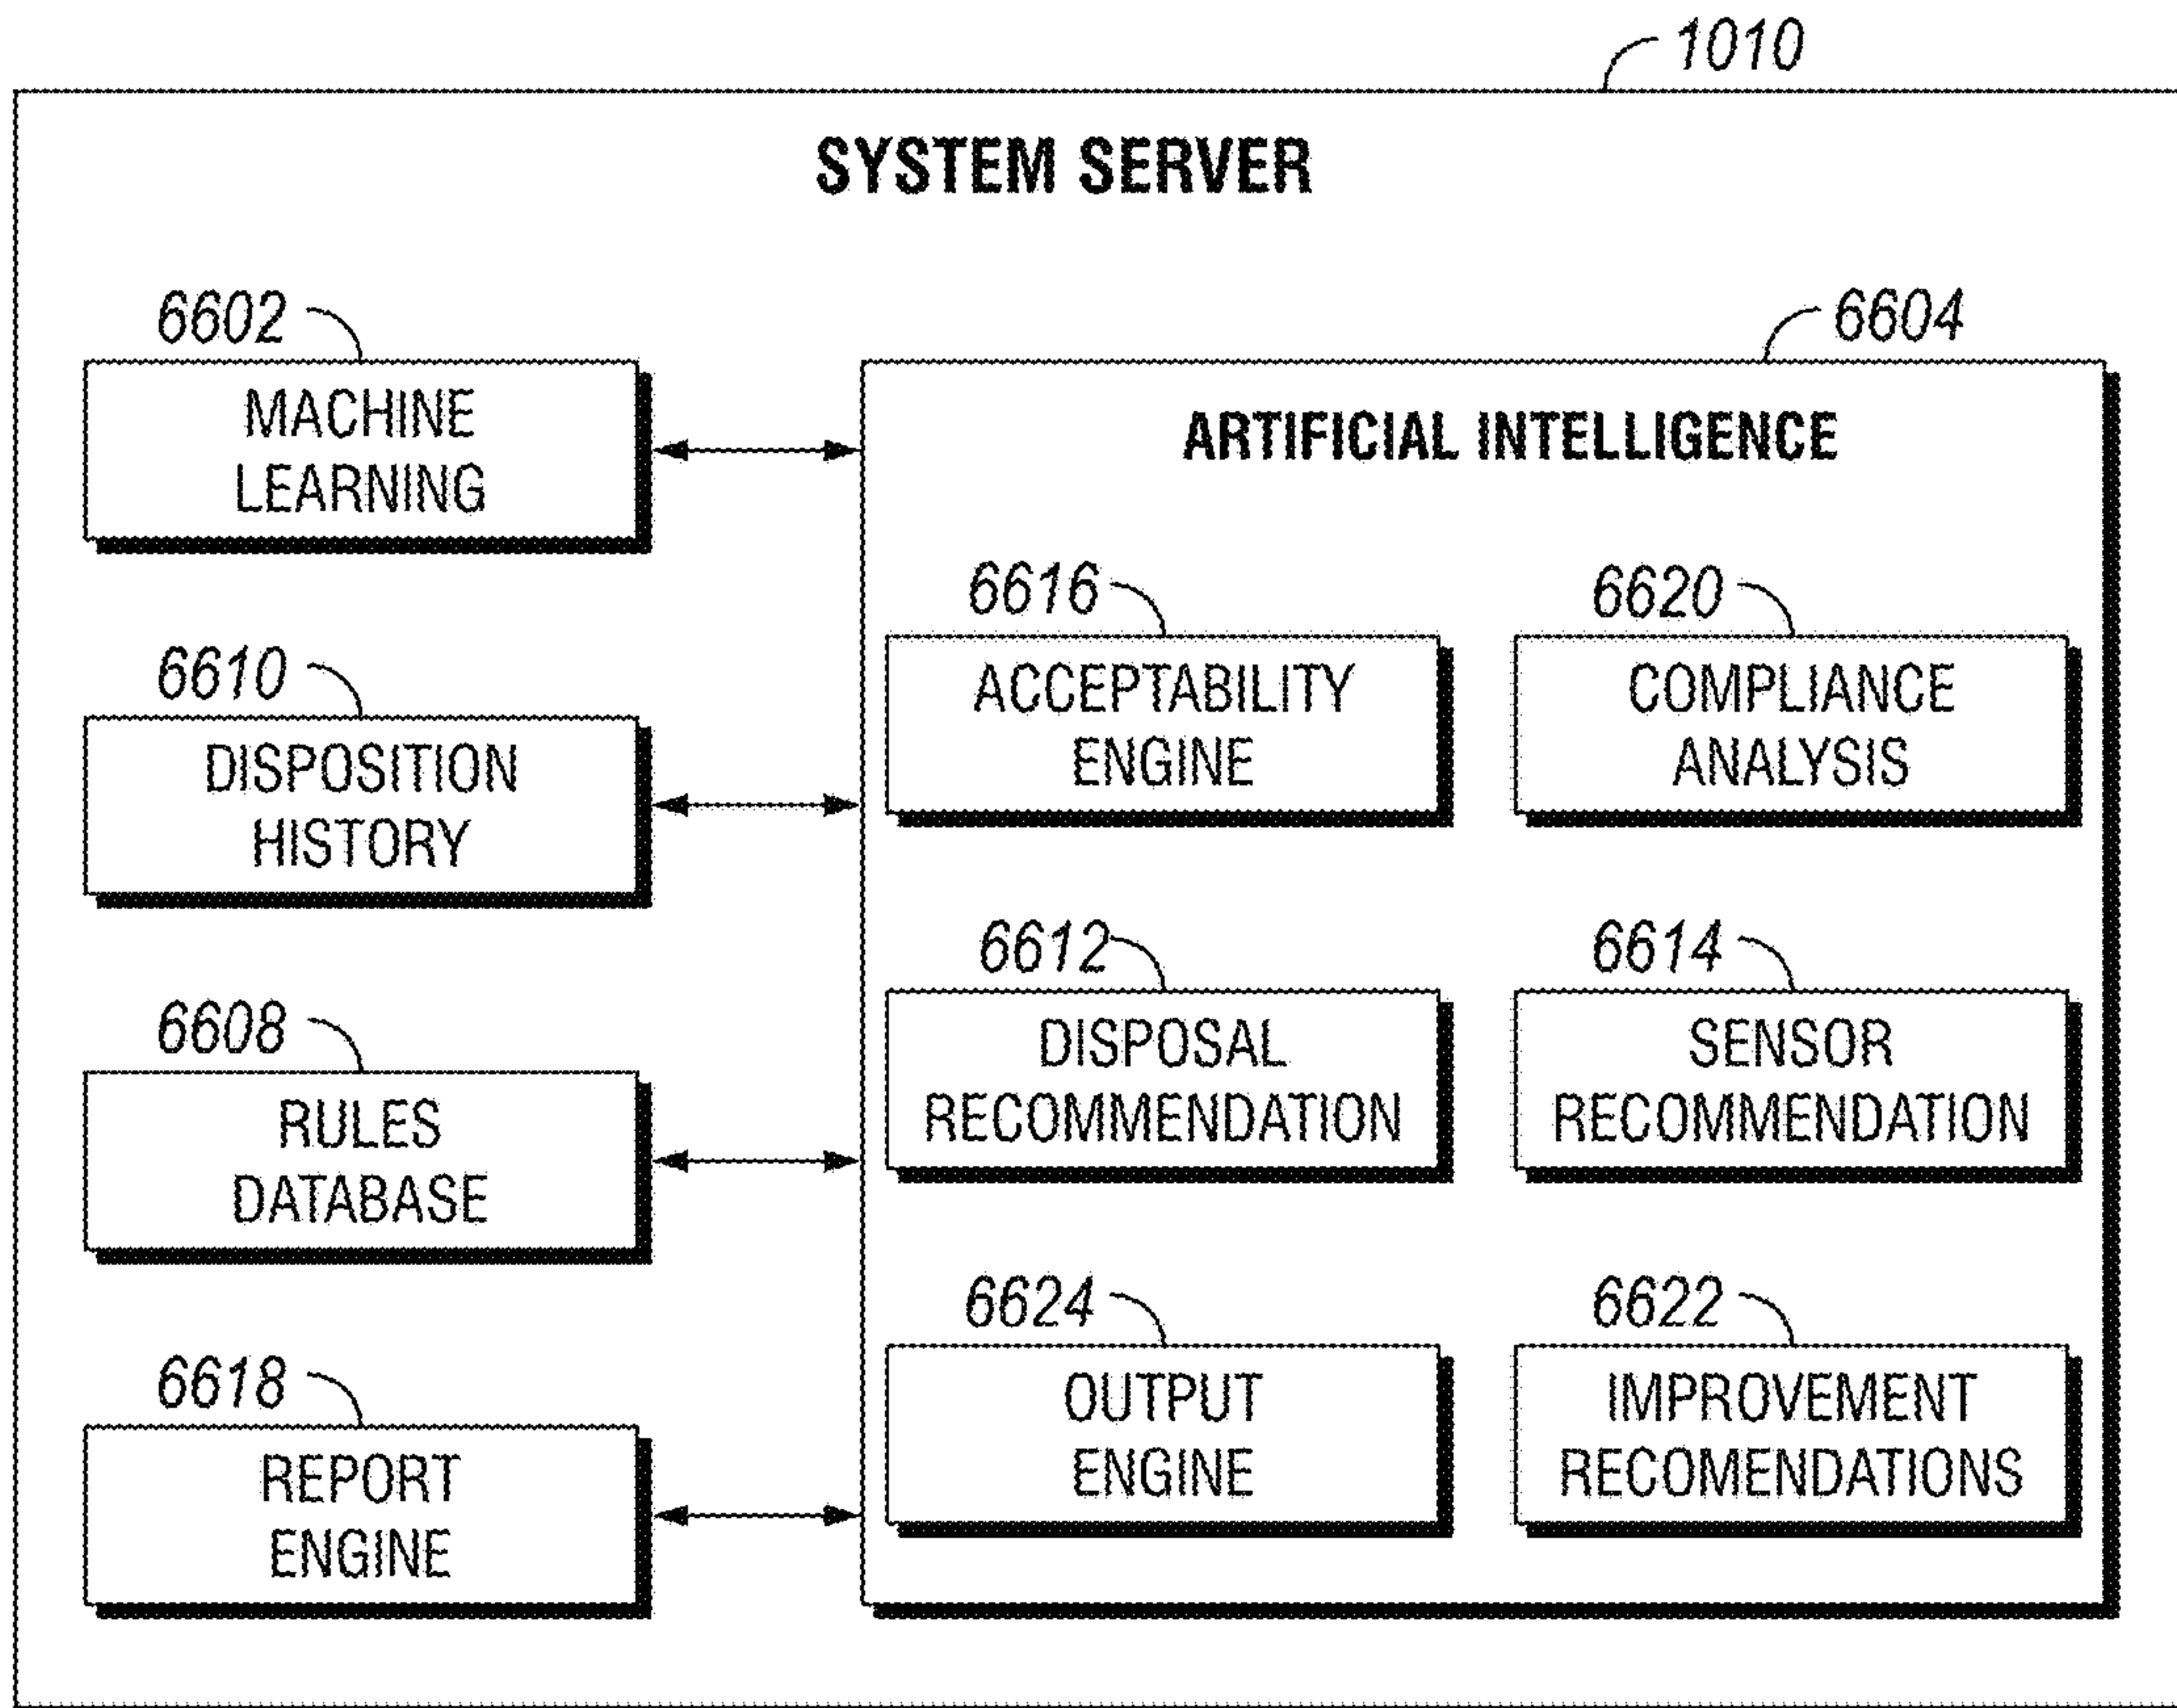 1010
SYSTEM SERVER
6602
MACHINE
LEARNING
6610
DISPOSITION
HISTORY
6608
RULES
DATABASE
6618
REPORT
ENGINE
6604
ARTIFICIAL INTELLIGENCE
6616
ACCEPTABILITY
ENGINE
6620
COMPLIANCE
ANALYSIS
6612
DISPOSAL
RECOMMENDATION
6614
SENSOR
RECOMMENDATION
6624
OUTPUT
ENGINE
6622
IMPROVEMENT
RECOMENDATIONS